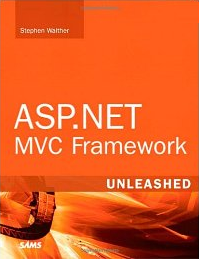 Stephen Walther
ASP.NET
MVC Framework
UNLEASHED
SAMS